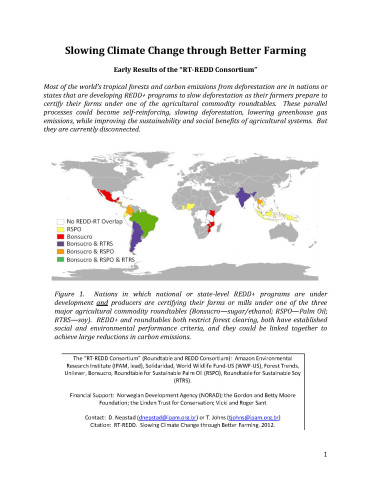 Slowing Climate Change through Better Farming
Early Results of the "RT-REDD Consortium"
Most of the world's tropical forests and carbon emissions from deforestation are in nations or
states that are developing REDD+ programs to slow deforestation as their farmers prepare to
certify their farms under one of the agricultural commodity roundtables. These parallel
processes could become self-reinforcing, slowing deforestation, lowering greenhouse gas
emissions, while improving the sustainability and social benefits of agricultural systems. But
they are currently disconnected.
No REDD-RT Overlap
RSPO
Bonsucro
Bonsucro & RTRS
Bonsucro & RSPO
Bonsucro & RSPO & RTRS
Figure 1. Nations in which national or state-level REDD+ programs are under
development and producers are certifying their farms or mills under one of the three
major agricultural commodity roundtables (Bonsucro—sugar/ethanol; RSPO—Palm Oil;
RTRS—soy). REDD+ and roundtables both restrict forest clearing, both have established
social and environmental performance criteria, and they could be linked together to
achieve large reductions in carbon emissions.
The "RT-REDD Consortium" (Roundtable and REDD Consortium): Amazon Environmental
Research Institute (IPAM, lead), Solidaridad, World Wildlife Fund-US (WWF-US), Forest Trends,
Unilever, Bonsucro, Roundtable for Sustainable Palm Oil (RSPO), Roundtable for Sustainable Soy
(RTRS).
Financial Support: Norwegian Development Agency (NORAD); the Gordon and Betty Moore
Foundation; the Linden Trust for Conservation; Vicki and Roger Sant
Contact: D. Nepstad (dnepstad@ipam.org.br) or T. Johns (tjohns@ipam.org.br)
Citation: RT-REDD. Slowing Climate Change through Better Farming, 2012.
1